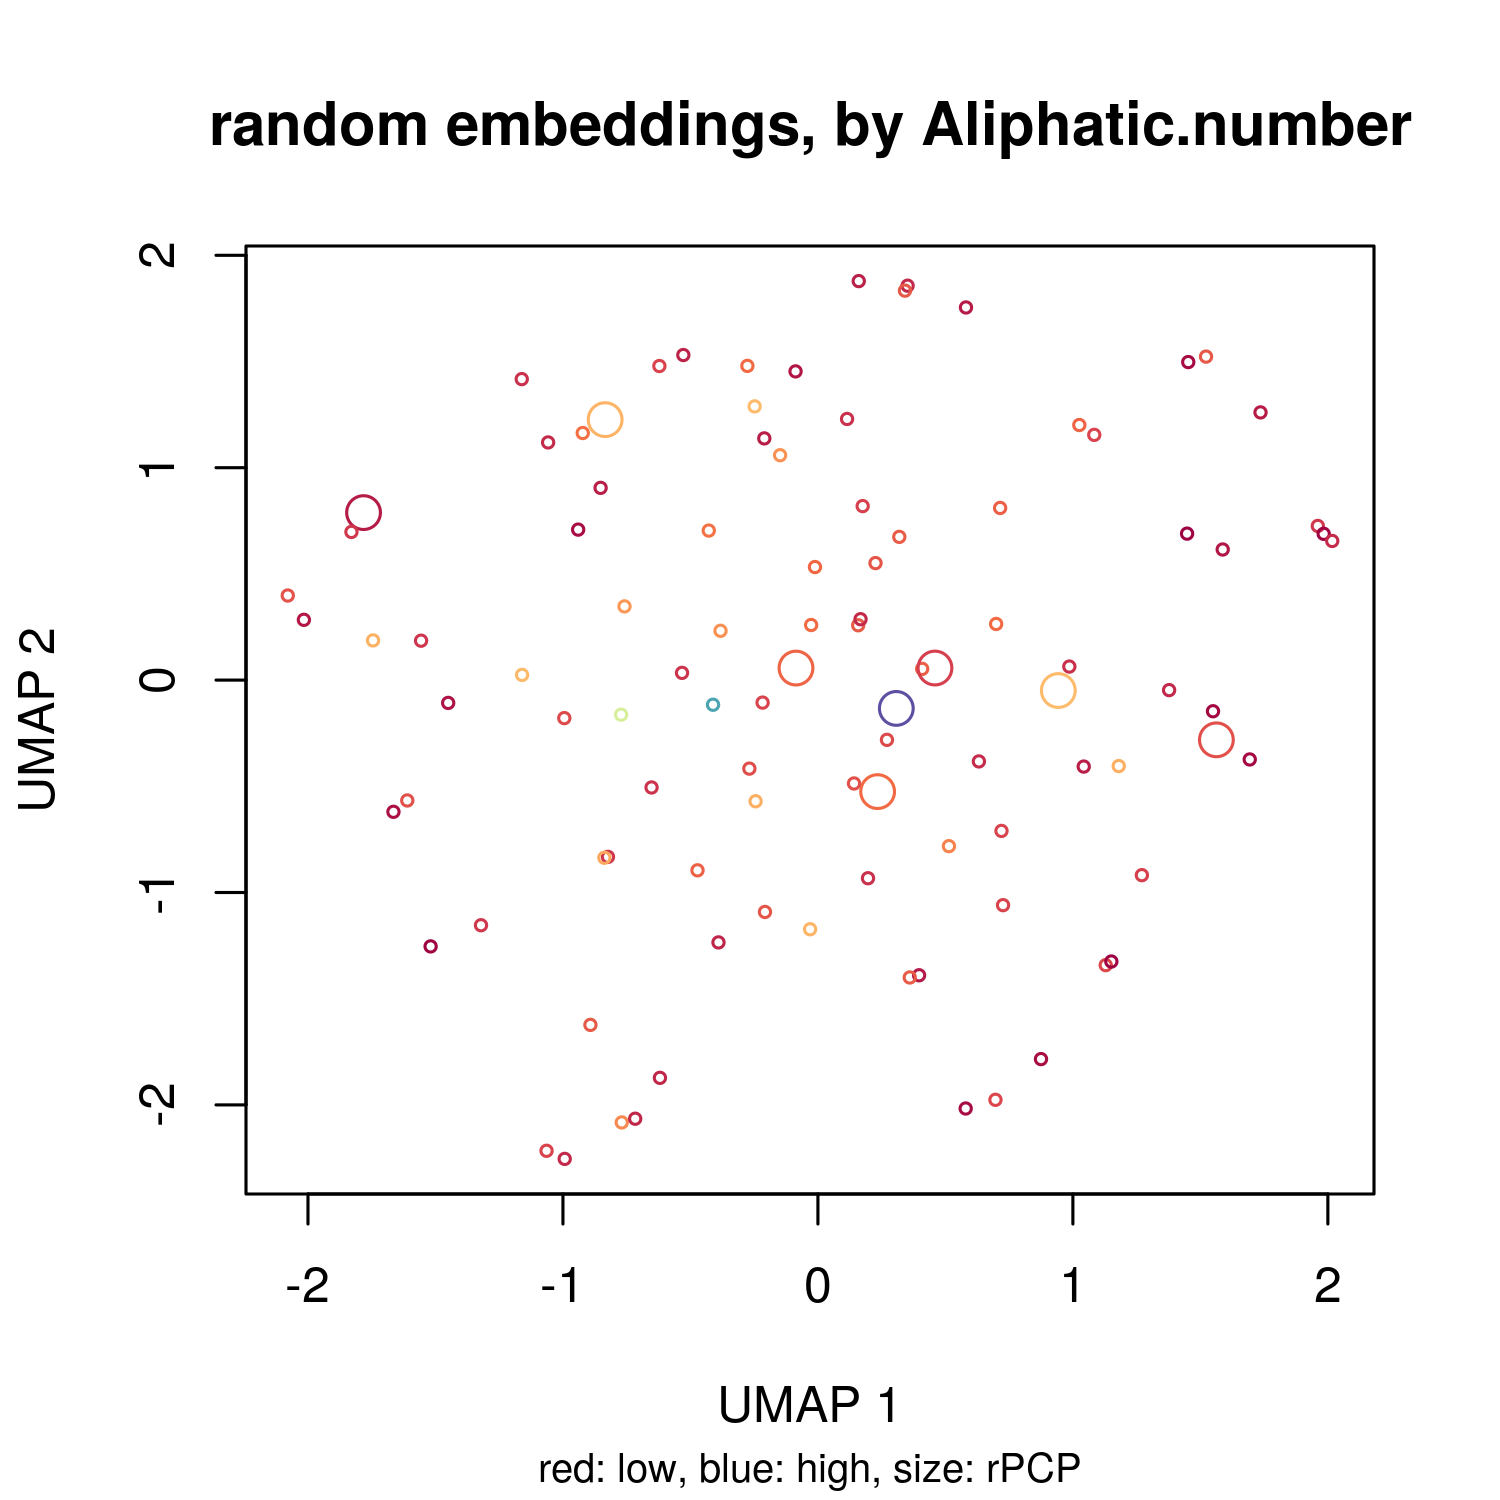 random embeddings, by Aliphatic.number
2
1
0
-1
-2
UMAP 2
-2 -1 0 1 2
UMAP 1
red: low, blue: high, size: rPCP